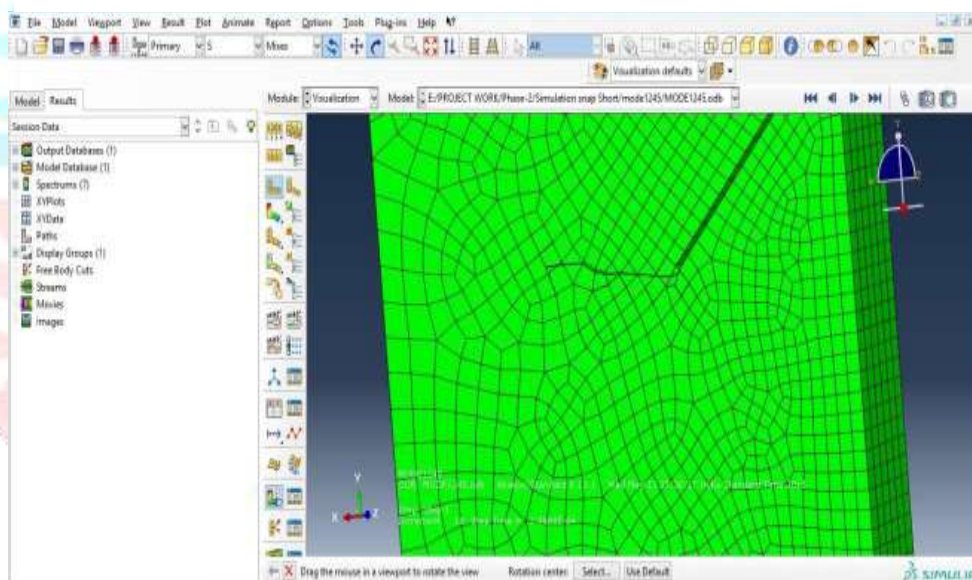 File Model Viewport View Result Plot Animate Report Options Tools Plug-ins Help
Primary S Mises All
Visualization defaults
Model Results
Module: Visualization Model: E:/PROJECT WORK/Phase-2/Simulation snap Short/mode1245/MODE1245.odb
Session Data
Output Databases (1)
Model Database (1)
Spectrums (7)
XYPlots
XYData
Paths
Display Groups (1)
Free Body Cuts
Streams
Movies
Images
Y
X Z
Drag the mouse in a viewport to rotate the view Rotation center: Select... Use Default
SIMULIA